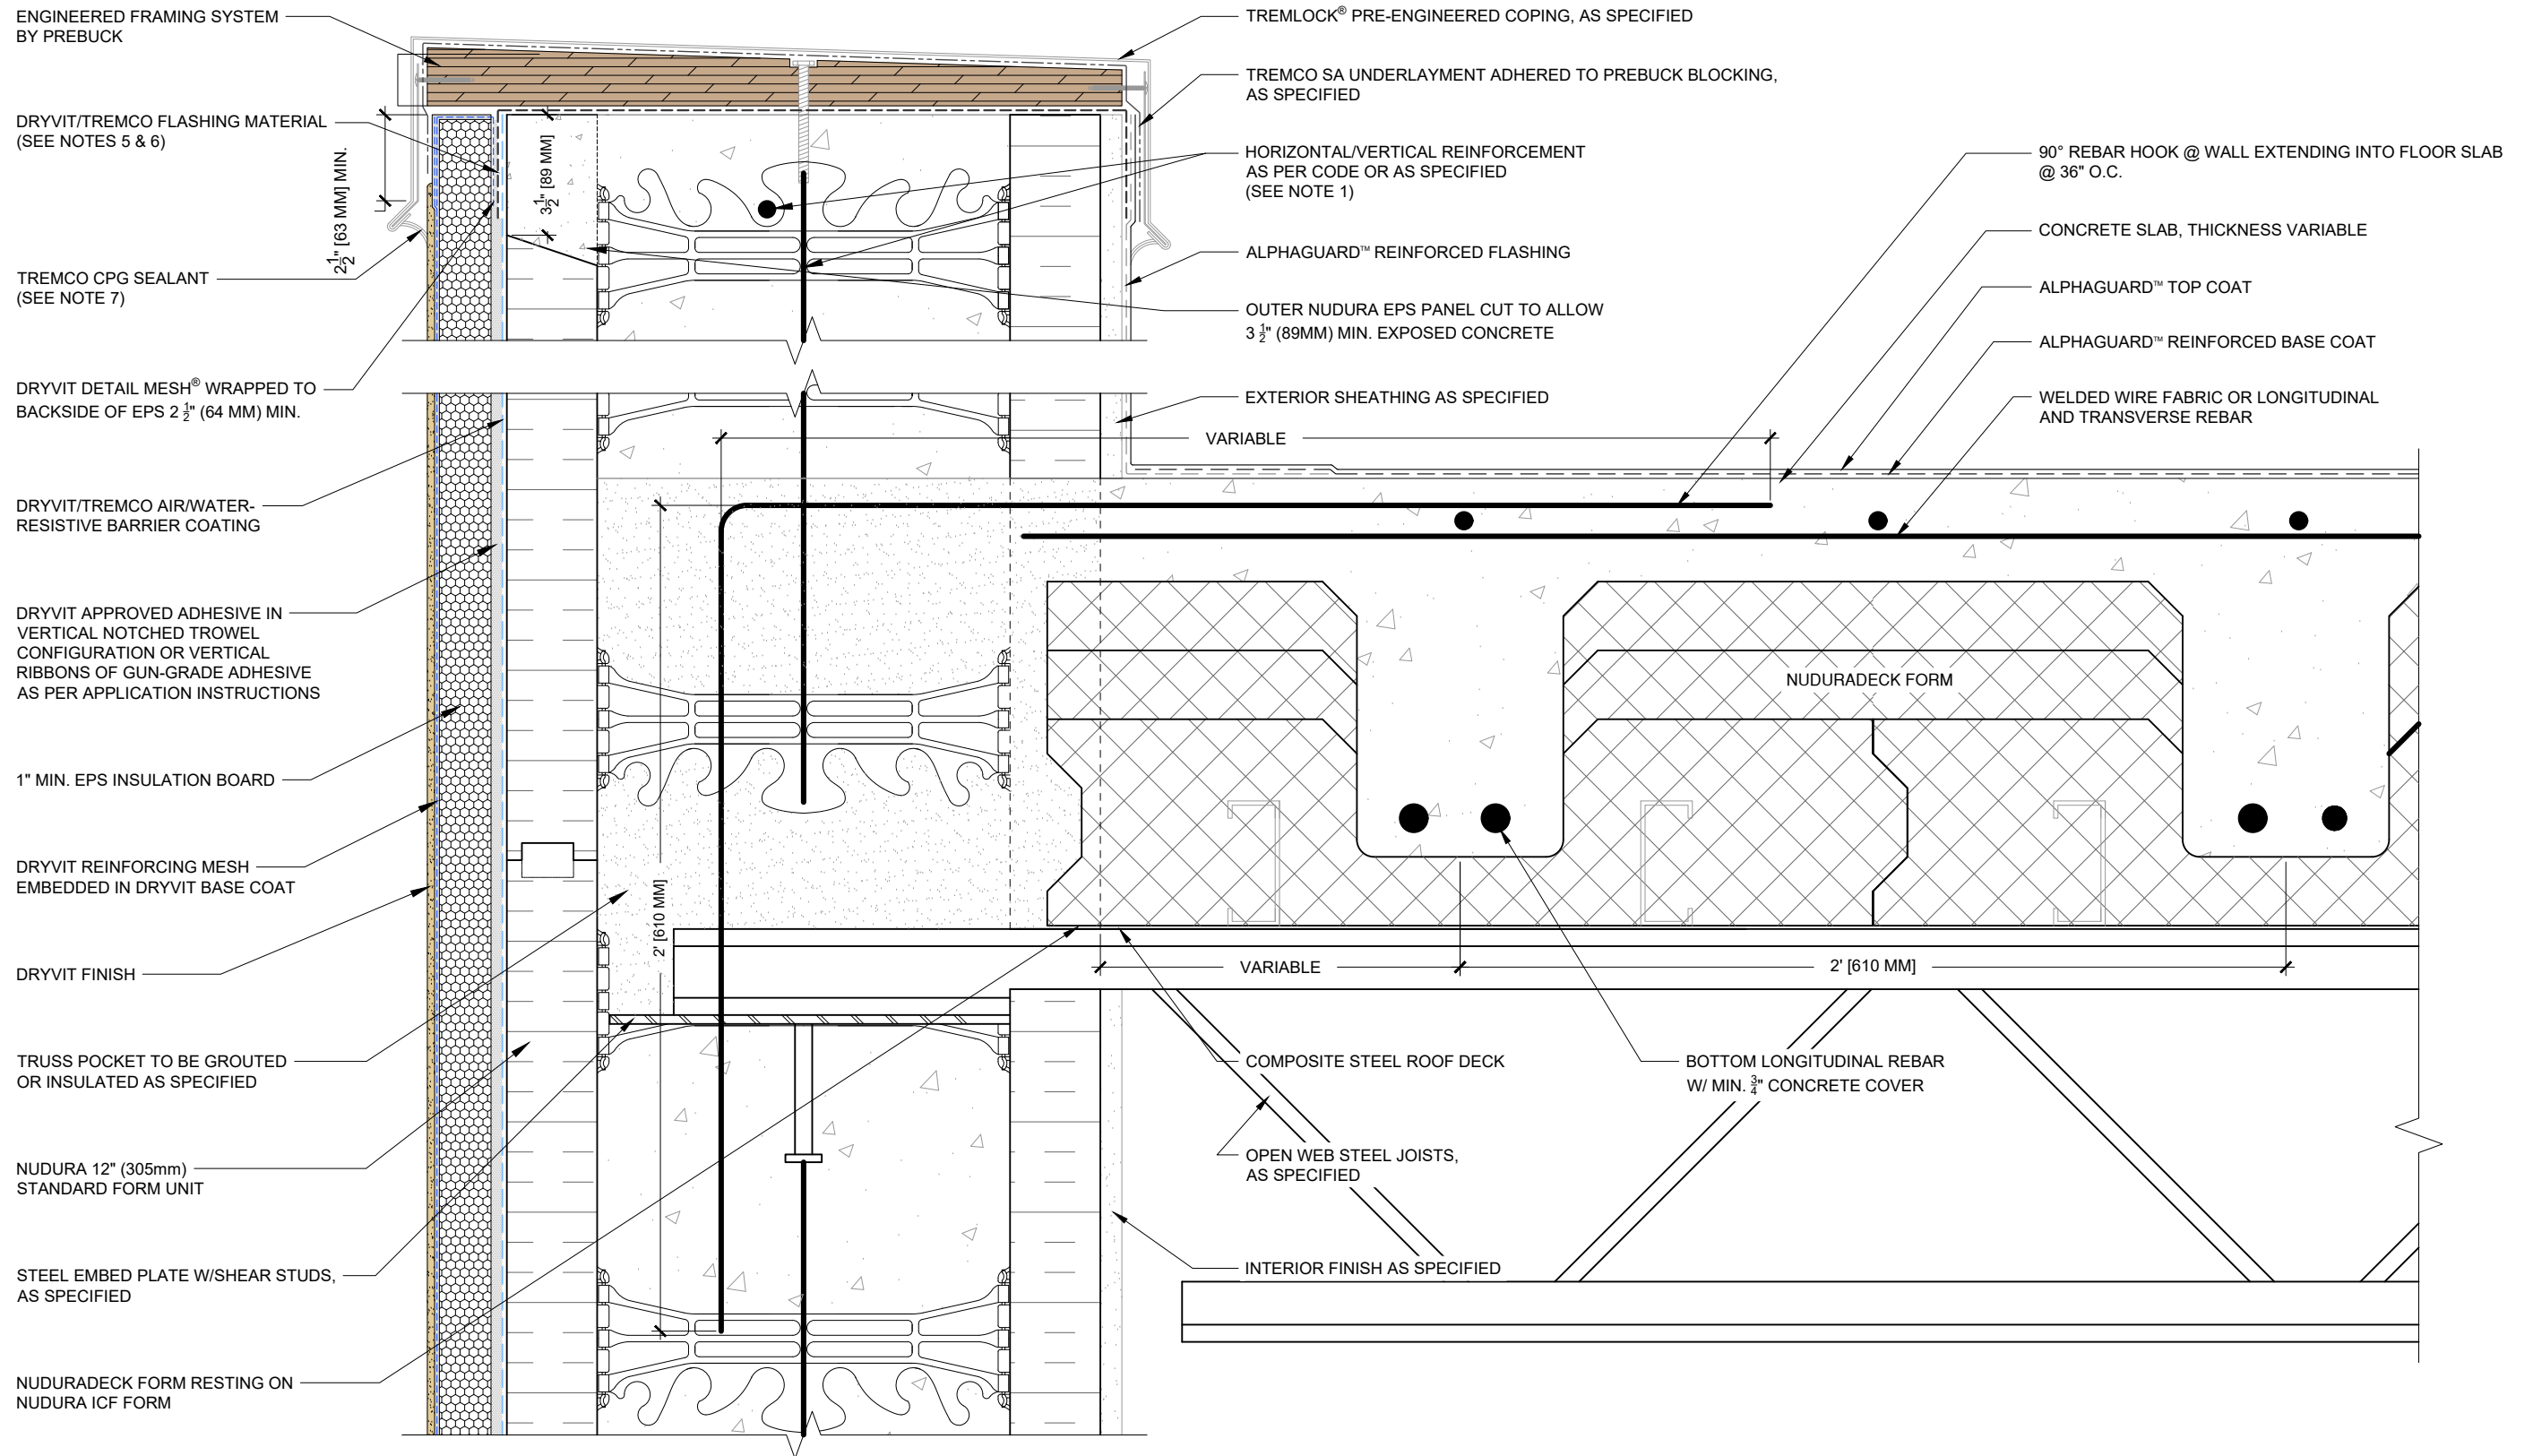 ENGINEERED FRAMING SYSTEM
BY PREBUCK
DRYVIT/TREMCO FLASHING MATERIAL
(SEE NOTES 5 & 6)
2 1/2" [63 MM] MIN.
3 1/2" [89 MM]
TREMCO CPG SEALANT
(SEE NOTE 7)
DRYVIT DETAIL MESH® WRAPPED TO
BACKSIDE OF EPS 2 1/2" (64 MM) MIN.
DRYVIT/TREMCO AIR/WATER-
RESISTIVE BARRIER COATING
DRYVIT APPROVED ADHESIVE IN
VERTICAL NOTCHED TROWEL
CONFIGURATION OR VERTICAL
RIBBONS OF GUN-GRADE ADHESIVE
AS PER APPLICATION INSTRUCTIONS
1" MIN. EPS INSULATION BOARD
DRYVIT REINFORCING MESH
EMBEDDED IN DRYVIT BASE COAT
DRYVIT FINISH
TRUSS POCKET TO BE GROUTED
OR INSULATED AS SPECIFIED
NUDURA 12" (305mm)
STANDARD FORM UNIT
STEEL EMBED PLATE W/SHEAR STUDS,
AS SPECIFIED
NUDURADECK FORM RESTING ON
NUDURA ICF FORM
TREMLOCK® PRE-ENGINEERED COPING, AS SPECIFIED
TREMCO SA UNDERLAYMENT ADHERED TO PREBUCK BLOCKING,
AS SPECIFIED
HORIZONTAL/VERTICAL REINFORCEMENT
AS PER CODE OR AS SPECIFIED
(SEE NOTE 1)
ALPHAGUARD™ REINFORCED FLASHING
OUTER NUDURA EPS PANEL CUT TO ALLOW
3 1/2" (89MM) MIN. EXPOSED CONCRETE
EXTERIOR SHEATHING AS SPECIFIED
VARIABLE
2' [610 MM]
90° REBAR HOOK @ WALL EXTENDING INTO FLOOR SLAB
@ 36" O.C.
CONCRETE SLAB, THICKNESS VARIABLE
ALPHAGUARD™ TOP COAT
ALPHAGUARD™ REINFORCED BASE COAT
WELDED WIRE FABRIC OR LONGITUDINAL
AND TRANSVERSE REBAR
NUDURADECK FORM
VARIABLE
2' [610 MM]
COMPOSITE STEEL ROOF DECK
BOTTOM LONGITUDINAL REBAR
W/ MIN. 3/4" CONCRETE COVER
OPEN WEB STEEL JOISTS,
AS SPECIFIED
INTERIOR FINISH AS SPECIFIED